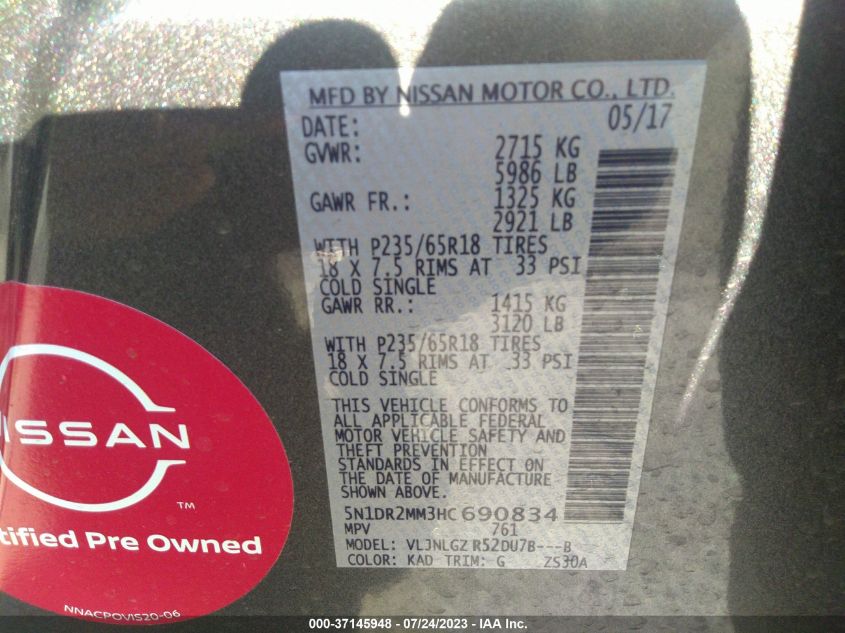 MFD BY NISSAN MOTOR CO., LTD.
DATE: 05/17
GVWR: 2715 KG
5986 LB
GAWR FR.: 1325 KG
2921 LB
WITH P235/65R18 TIRES
18 X 7.5 RIMS AT 33 PSI
COLD SINGLE
GAWR RR.: 1415 KG
3120 LB
WITH P235/65R18 TIRES
18 X 7.5 RIMS AT 33 PSI
COLD SINGLE
THIS VEHICLE CONFORMS TO
ALL APPLICABLE FEDERAL
MOTOR VEHICLE SAFETY AND
THEFT PREVENTION
STANDARDS IN EFFECT ON
THE DATE OF MANUFACTURE
SHOWN ABOVE.
5N1DR2MM3HC690834
MPV 761
MODEL: VLJNLGZ R52DU7B---B
COLOR: KAD TRIM: G ZS30A
ISSAN
TM
tified Pre Owned
NNACPOVIS20-06
000-37145948 - 07/24/2023 - IAA Inc.